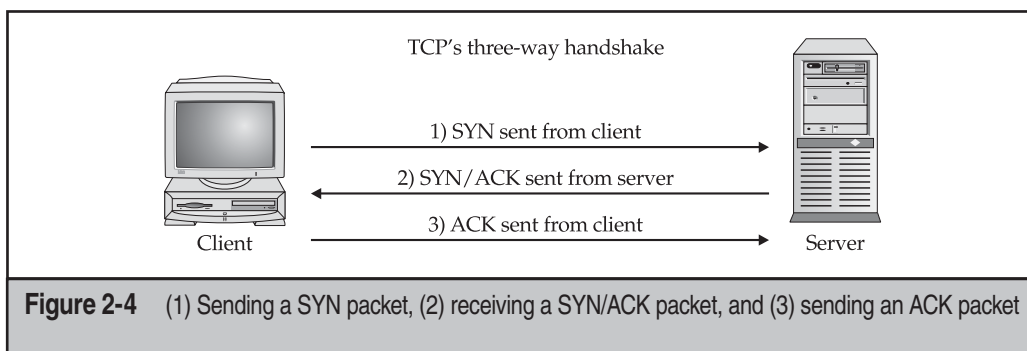 TCP's three-way handshake
1) SYN sent from client
2) SYN/ACK sent from server
3) ACK sent from client
Client
Server
Figure 2-4 (1) Sending a SYN packet, (2) receiving a SYN/ACK packet, and (3) sending an ACK packet